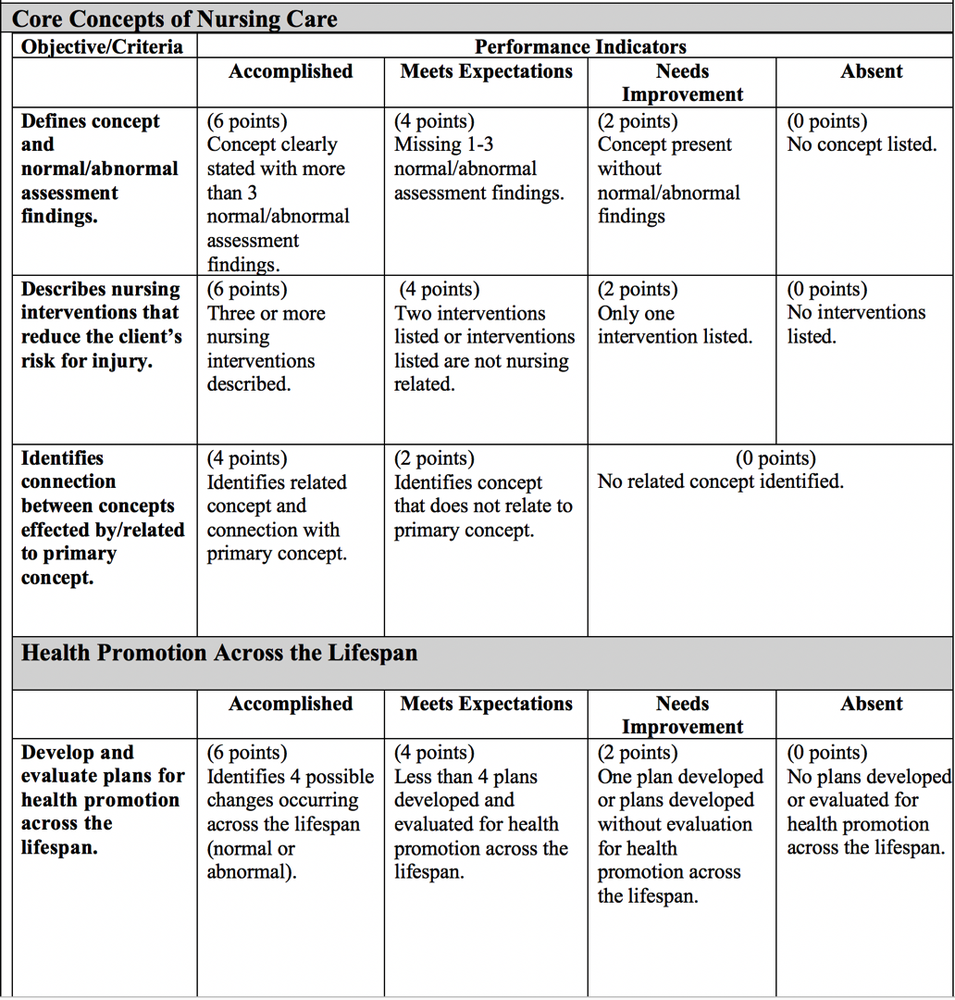 Core Concepts of Nursing Care
Objective/Criteria
Performance Indicators
Accomplished
Meets Expectations
Needs
Improvement
Absent
Defines concept
and
normal/abnormal
assessment
findings.
(6 points)
Concept clearly
stated with more
than 3
normal/abnormal
assessment
findings.
(4 points)
Missing 1-3
normal/abnormal
assessment findings.
(2 points)
Concept present
without
normal/abnormal
findings
(0 points)
No concept listed.
Describes nursing
interventions that
reduce the client’s
risk for injury.
(6 points)
Three or more
nursing
interventions
described.
(4 points)
Two interventions
listed or interventions
listed are not nursing
related.
(2 points)
Only one
intervention listed.
(0 points)
No interventions
listed.
Identifies
connection
between concepts
effected by/related
to primary
concept.
(4 points)
Identifies related
concept and
connection with
primary concept.
(2 points)
Identifies concept
that does not relate to
primary concept.
(0 points)
No related concept identified.
Health Promotion Across the Lifespan
Accomplished
Meets Expectations
Needs
Improvement
Absent
Develop and
evaluate plans for
health promotion
across the
lifespan.
(6 points)
Identifies 4 possible
changes occurring
across the lifespan
(normal or
abnormal).
(4 points)
Less than 4 plans
developed and
evaluated for health
promotion across the
lifespan.
(2 points)
One plan developed
or plans developed
without evaluation
for health
promotion across
the lifespan.
(0 points)
No plans developed
or evaluated for
health promotion
across the lifespan.